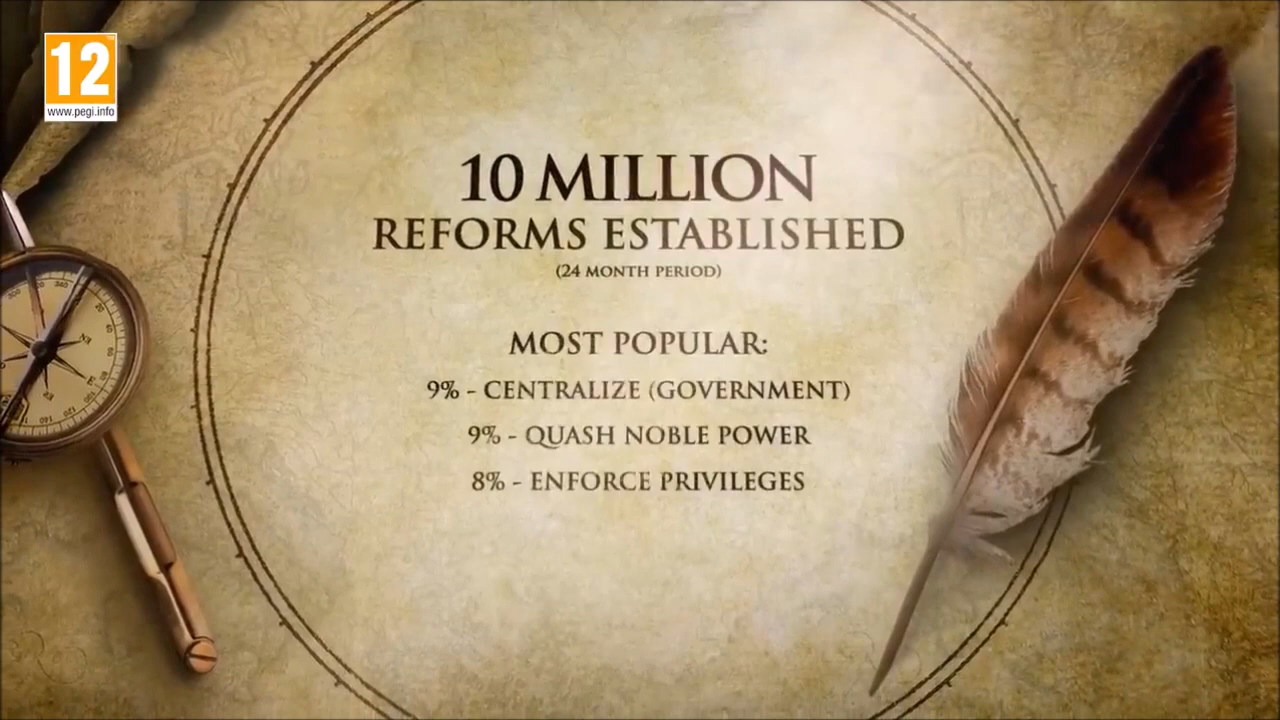 12
www.pegi.info
10 MILLION
REFORMS ESTABLISHED
(24 MONTH PERIOD)
MOST POPULAR:
9% - CENTRALIZE (GOVERNMENT)
9% - QUASH NOBLE POWER
8% - ENFORCE PRIVILEGES